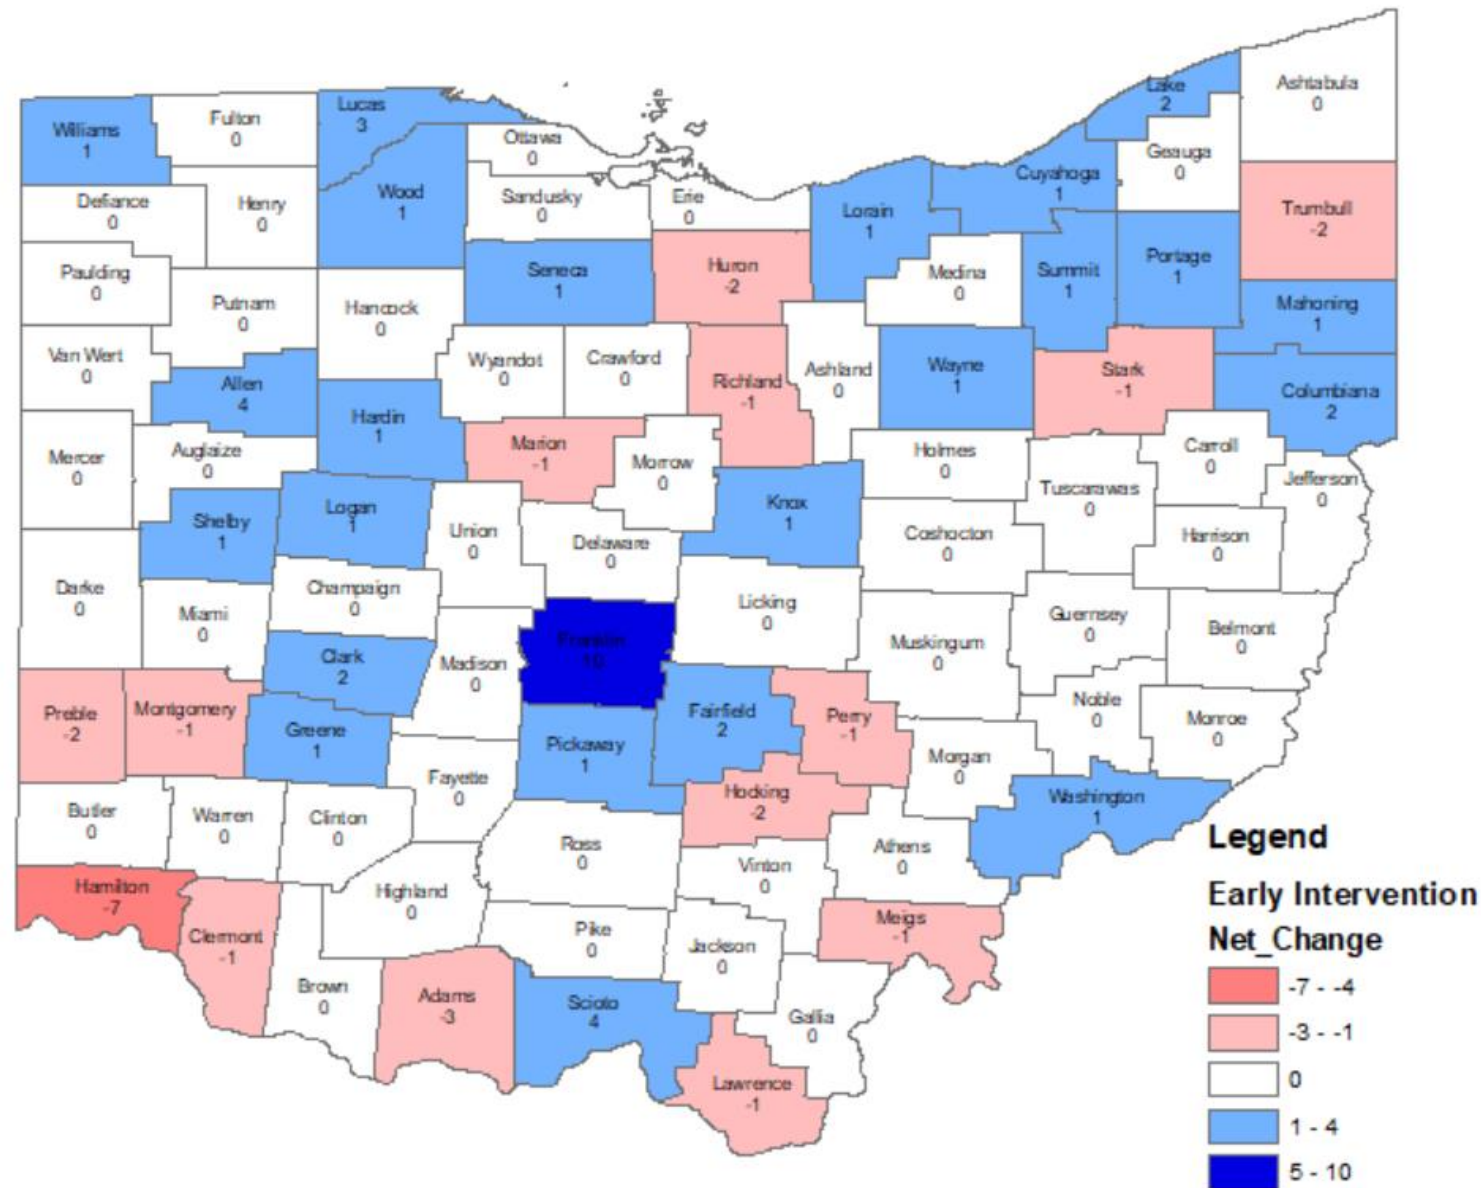 Williams
1
Fulton
0
Lucas
3
Ottawa
0
Lake
2
Ashtabula
0
Geauga
0
Defiance
0
Henry
0
Wood
1
Sandusky
0
Erie
0
Lorain
1
Cuyahoga
1
Trumbull
-2
Paulding
0
Putnam
0
Hancock
0
Seneca
1
Huron
-2
Medina
0
Summit
1
Portage
1
Mahoning
1
Van Wert
0
Allen
4
Hardin
1
Wyandot
0
Crawford
0
Richland
-1
Ashland
0
Wayne
1
Stark
-1
Columbiana
2
Mercer
0
Auglaize
0
Marion
-1
Morrow
0
Holmes
0
Tuscarawas
0
Carroll
0
Jefferson
0
Shelby
1
Logan
1
Union
0
Delaware
0
Knox
1
Coshocton
0
Harrison
0
Darke
0
Miami
0
Champaign
0
Licking
0
Muskingum
0
Guernsey
0
Belmont
0
Clark
2
Madison
0
Franklin
10
Preble
-2
Montgomery
-1
Greene
1
Pickaway
1
Fairfield
2
Perry
-1
Noble
0
Monroe
0
Fayette
0
Morgan
0
Butler
0
Warren
0
Clinton
0
Hocking
-2
Washington
1
Ross
0
Vinton
0
Athens
0
Hamilton
-7
Clermont
-1
Highland
0
Pike
0
Jackson
0
Meigs
-1
Brown
0
Adams
-3
Scioto
4
Gallia
0
Lawrence
-1
Legend
Early Intervention
Net_Change
-7 - -4
-3 - -1
0
1 - 4
5 - 10